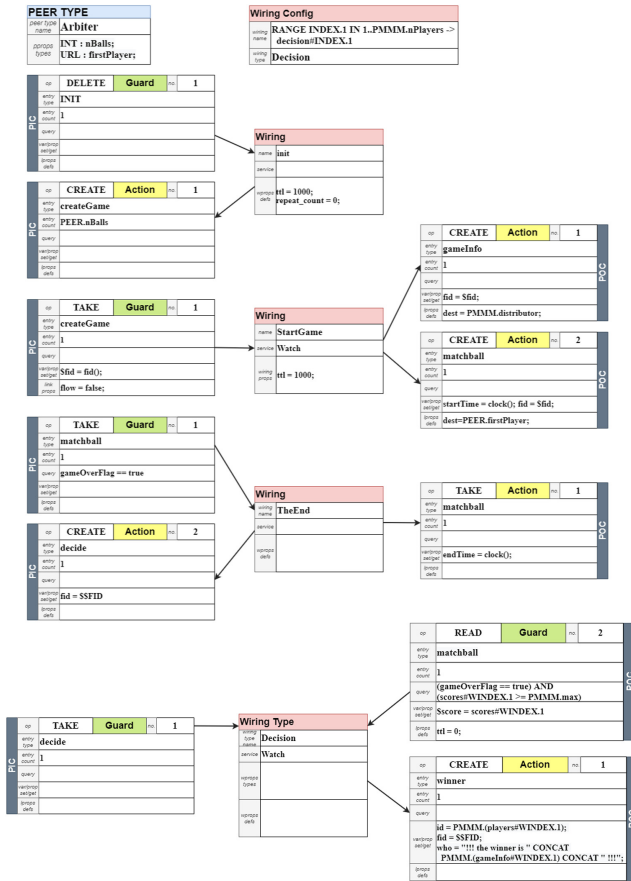 PEER TYPE
peer type name
Arbiter
pprops types
INT : nBalls;
URL : firstPlayer;
Wiring Config
wiring name
RANGE INDEX.1 IN 1..PMMM.nPlayers ->
decision#INDEX.1
wiring type
Decision
PIC
op DELETE Guard no. 1
entry type INIT
entry count 1
query
var/prop set/get
lprops defs
Wiring
name init
service
wprops defs
ttl = 1000;
repeat_count = 0;
PIC
op CREATE Action no. 1
entry type createGame
entry count PEER.nBalls
query
var/prop set/get
lprops defs
POC
op CREATE Action no. 1
entry type gameInfo
entry count 1
query
var/prop set/get fid = $fid;
lprops defs dest = PMMM.distributor;
PIC
op TAKE Guard no. 1
entry type createGame
entry count 1
query
var/prop set/get $fid = fid();
link props flow = false;
Wiring
name StartGame
service Watch
wiring props ttl = 1000;
POC
op CREATE Action no. 2
entry type matchball
entry count 1
query
var/prop set/get startTime = clock(); fid = $fid;
lprops defs dest=PEER.firstPlayer;
PIC
op TAKE Guard no. 1
entry type matchball
entry count 1
query gameOverFlag == true
var/prop set/get
lprops defs
Wiring
wiring name TheEnd
service
wprops defs
PIC
op CREATE Action no. 2
entry type decide
entry count 1
query
var/prop set/get fid = $$FID
lprops defs
POC
op TAKE Action no. 1
entry type matchball
entry count 1
query
var/prop set/get endTime = clock();
lprops defs
POC
op READ Guard no. 2
entry type matchball
entry count 1
query (gameOverFlag == true) AND
(scores#WINDEX.1 >= PMMM.max)
var/prop set/get $score = scores#WINDEX.1
lprops defs ttl = 0;
PIC
op TAKE Guard no. 1
entry type decide
entry count 1
query
var/prop set/get
lprops defs
Wiring Type
wiring type name Decision
service Watch
wprops types
wprops defs
POC
op CREATE Action no. 1
entry type winner
entry count 1
query
var/prop set/get
id = PMMM.(players#WINDEX.1);
fid = $$FID;
who = "!!! the winner is " CONCAT
PMMM.(gameInfo#WINDEX.1) CONCAT " !!!";
lprops defs